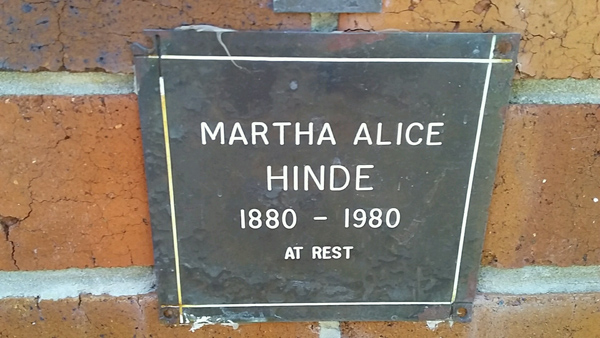 MARTHA ALICE
HINDE
1880 - 1980
AT REST